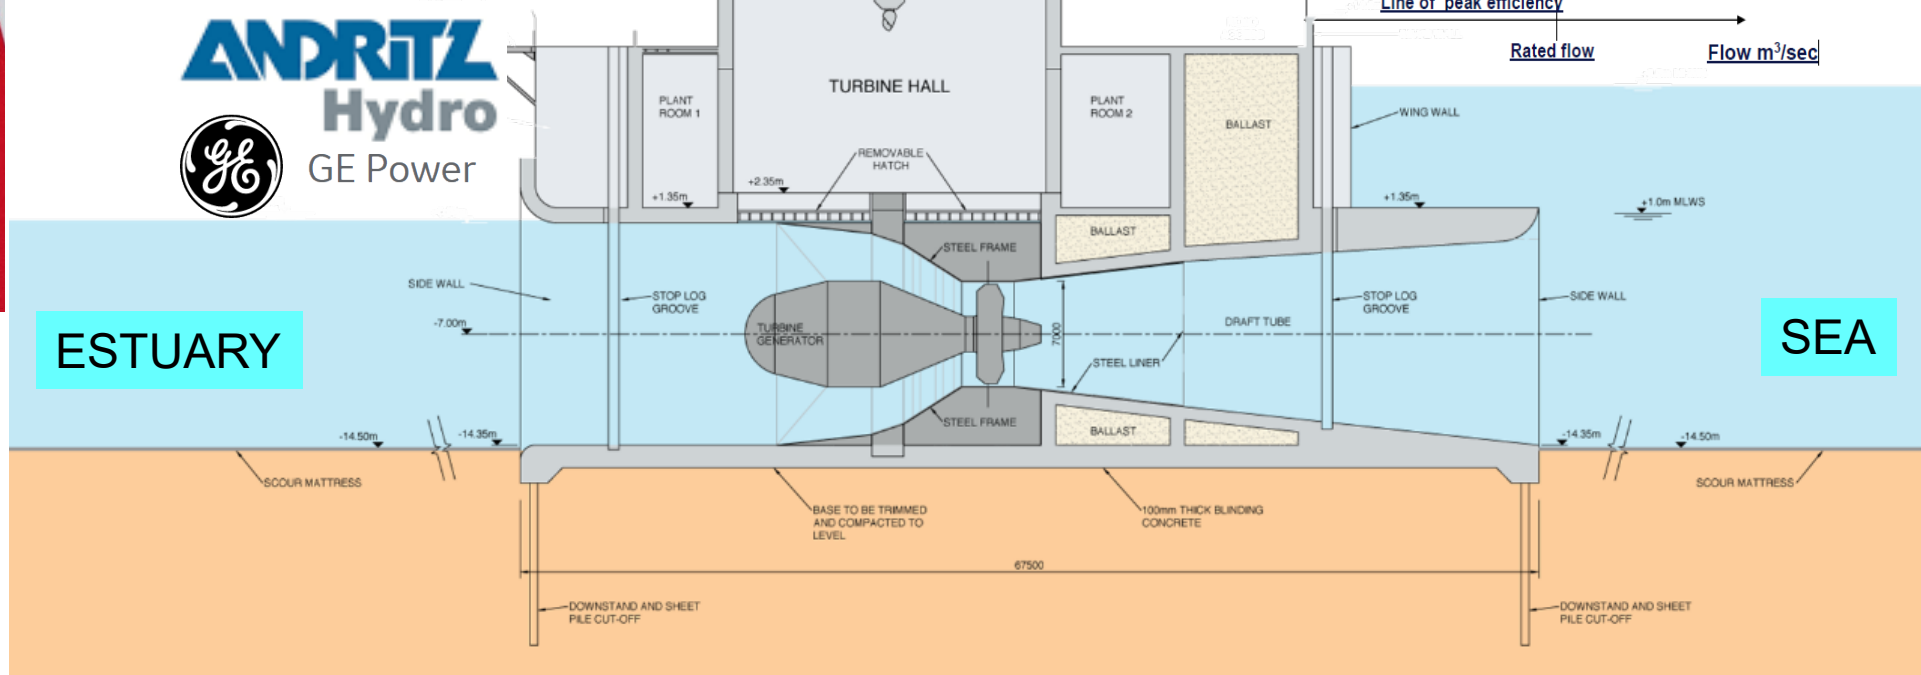 ANDRITZ
Hydro
GE
GE Power
Line of peak efficiency
Rated flow
Flow m³/sec
TURBINE HALL
PLANT
ROOM 1
PLANT
ROOM 2
BALLAST
WING WALL
REMOVABLE
HATCH
+2.35m
+1.35m
+1.35m
+1.0m MLWS
BALLAST
STEEL FRAME
SIDE WALL
STOP LOG
GROOVE
STOP LOG
GROOVE
SIDE WALL
-7.00m
TURBINE
GENERATOR
7000
DRAFT TUBE
STEEL LINER
ESTUARY
SEA
STEEL FRAME
BALLAST
-14.50m
-14.35m
-14.35m
-14.50m
SCOUR MATTRESS
SCOUR MATTRESS
BASE TO BE TRIMMED
AND COMPACTED TO
LEVEL
100mm THICK BLINDING
CONCRETE
67500
DOWNSTAND AND SHEET
PILE CUT-OFF
DOWNSTAND AND SHEET
PILE CUT-OFF